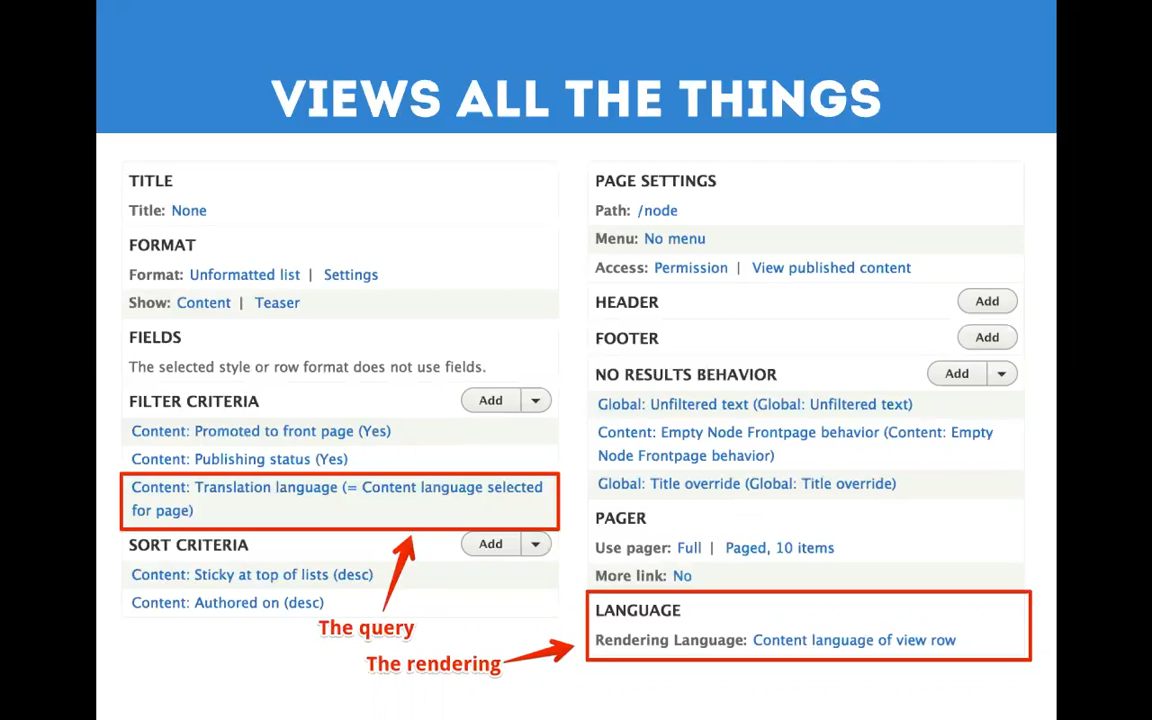 VIEWS ALL THE THINGS
TITLE
Title: None
FORMAT
Format: Unformatted list | Settings
Show: Content | Teaser
FIELDS
The selected style or row format does not use fields.
FILTER CRITERIA Add
Content: Promoted to front page (Yes)
Content: Publishing status (Yes)
Content: Translation language (= Content language selected
for page)
SORT CRITERIA Add
Content: Sticky at top of lists (desc)
Content: Authored on (desc)
The query
The rendering
PAGE SETTINGS
Path: /node
Menu: No menu
Access: Permission | View published content
HEADER Add
FOOTER Add
NO RESULTS BEHAVIOR Add
Global: Unfiltered text (Global: Unfiltered text)
Content: Empty Node Frontpage behavior (Content: Empty
Node Frontpage behavior)
Global: Title override (Global: Title override)
PAGER
Use pager: Full | Paged, 10 items
More link: No
LANGUAGE
Rendering Language: Content language of view row